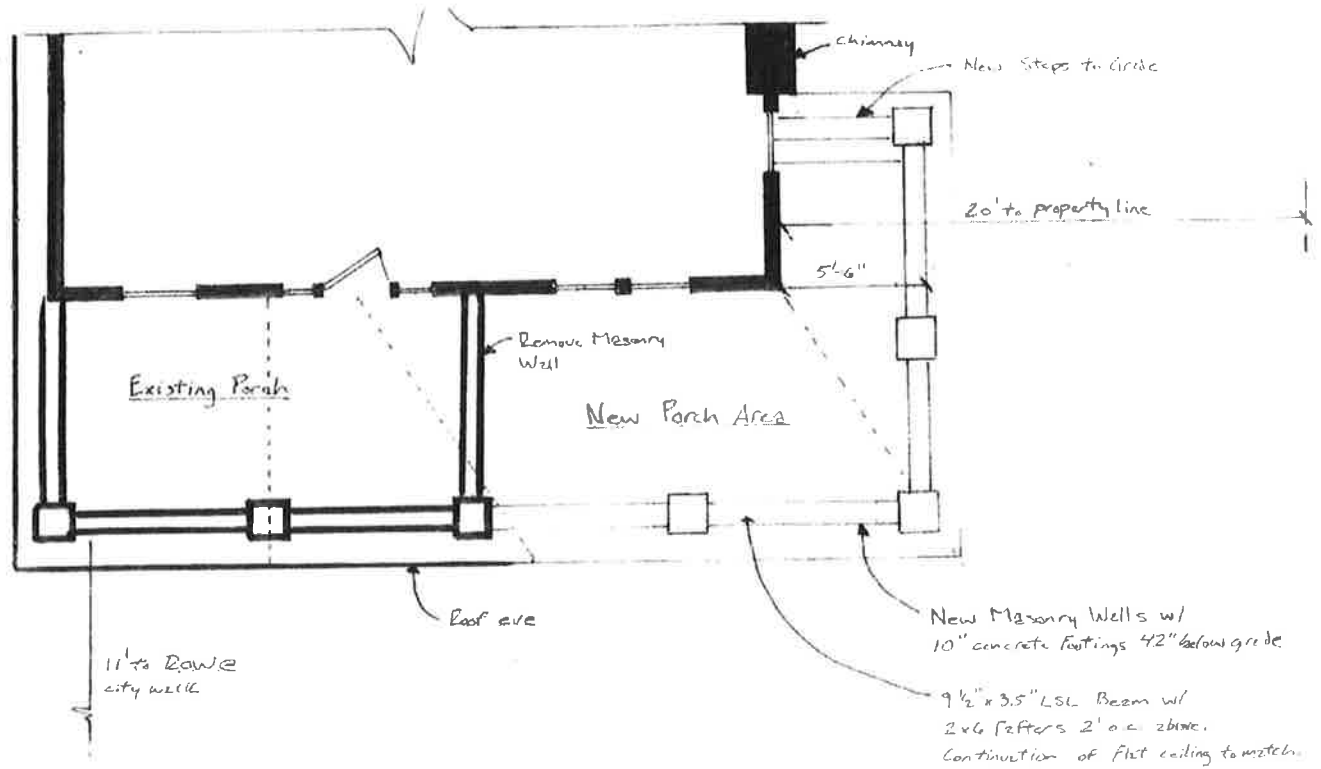 chimney
New Steps to Grade
20' to property line
5'-6"
Remove Masonry
Wall
Existing Porch
New Porch Area
Roof eve
11' to Rowe
city walk
New Masonry Walls w/
10" concrete footings 42" below grade
9 1/2" x 3.5" LSL Beam w/
2x6 rafters 2' o.c. above.
Continuation of flat ceiling to match.